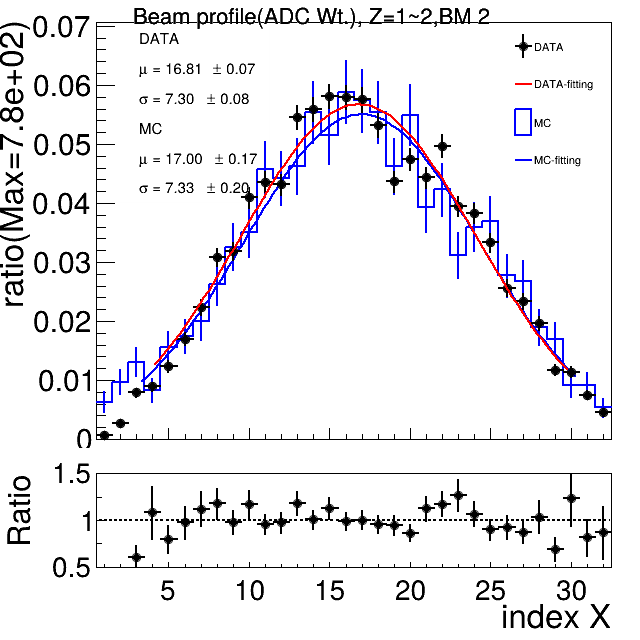 Beam profile(ADC Wt.), Z=1~2,BM 2
DATA
μ = 16.81 ± 0.07
σ = 7.30 ± 0.08
MC
μ = 17.00 ± 0.17
σ = 7.33 ± 0.20
DATA
DATA-fitting
MC
MC-fitting
ratio(Max=7.8e+02)
0.07
0.06
0.05
0.04
0.03
0.02
0.01
0
Ratio
1.5
1
0.5
5 10 15 20 25 30
index X